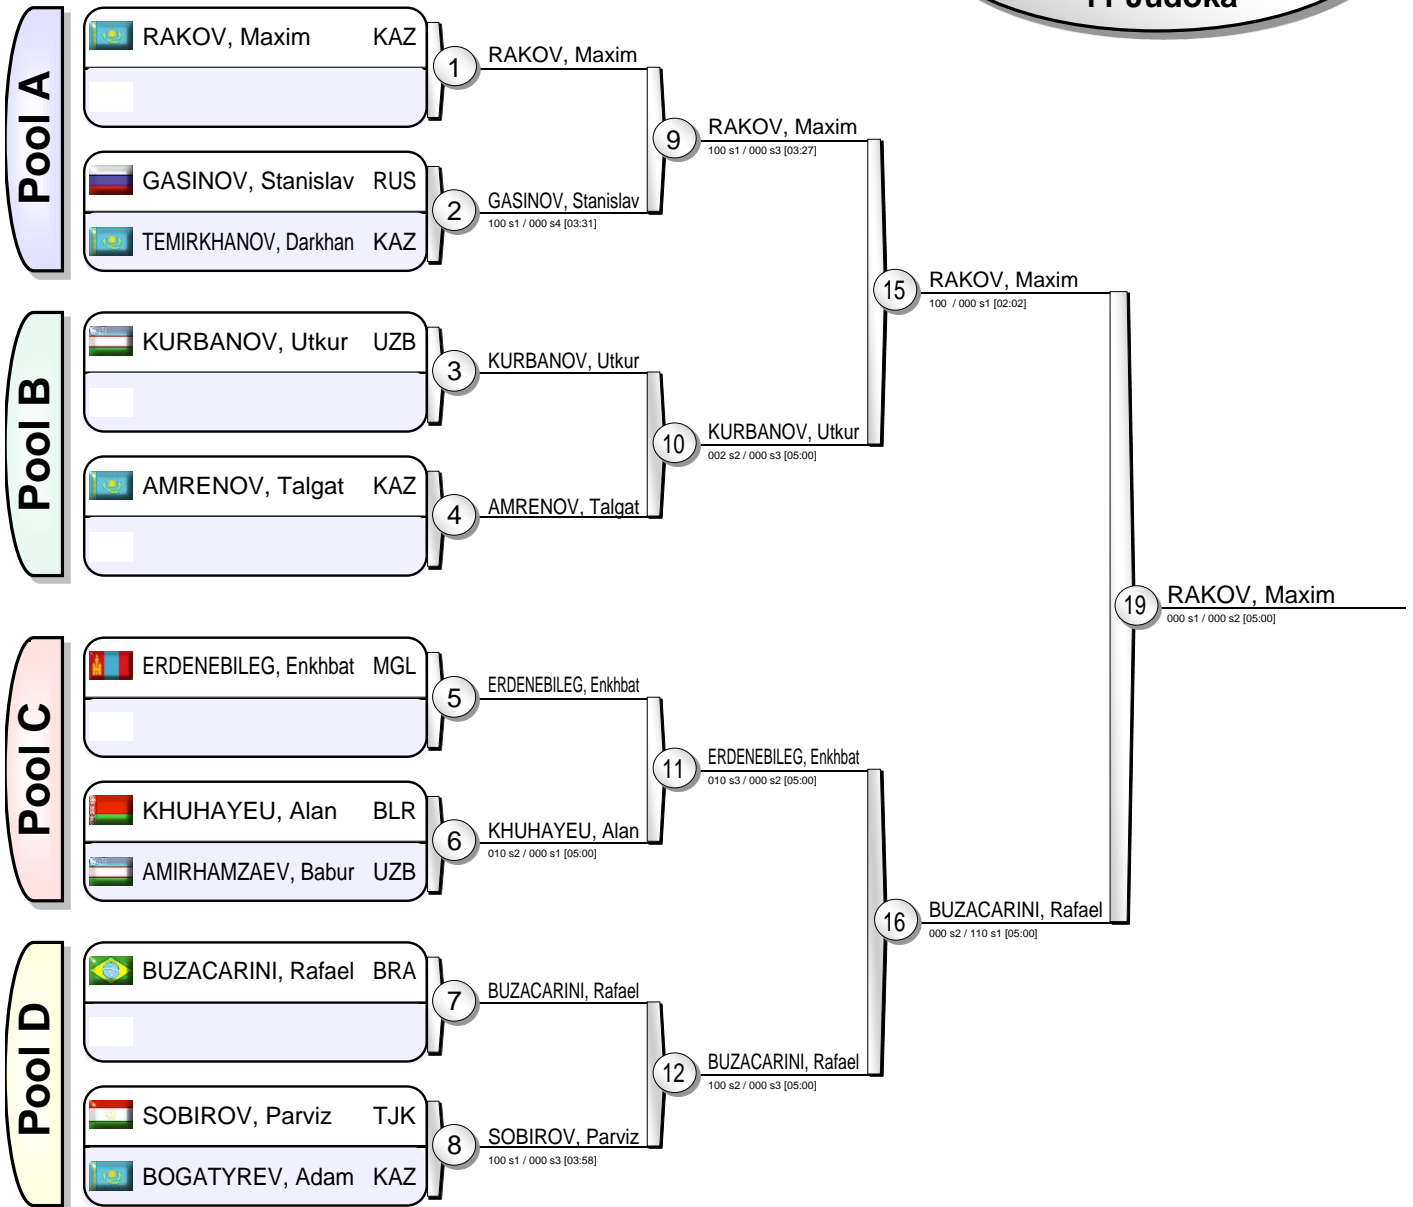 11 Judoka
Pool A
RAKOV, Maxim KAZ
GASINOV, Stanislav RUS
TEMIRKHANOV, Darkhan KAZ
Pool B
KURBANOV, Utkur UZB
AMRENOV, Talgat KAZ
Pool C
ERDENEBILEG, Enkhbat MGL
KHUHAYEU, Alan BLR
AMIRHAMZAEV, Babur UZB
Pool D
BUZACARINI, Rafael BRA
SOBIROV, Parviz TJK
BOGATYREV, Adam KAZ
1
RAKOV, Maxim
2
GASINOV, Stanislav
100 s1 / 000 s4 [03:31]
3
KURBANOV, Utkur
4
AMRENOV, Talgat
5
ERDENEBILEG, Enkhbat
6
KHUHAYEU, Alan
010 s2 / 000 s1 [05:00]
7
BUZACARINI, Rafael
8
SOBIROV, Parviz
100 s1 / 000 s3 [03:58]
9
RAKOV, Maxim
100 s1 / 000 s3 [03:27]
10
KURBANOV, Utkur
002 s2 / 000 s3 [05:00]
11
ERDENEBILEG, Enkhbat
010 s3 / 000 s2 [05:00]
12
BUZACARINI, Rafael
100 s2 / 000 s3 [05:00]
15
RAKOV, Maxim
100 / 000 s1 [02:02]
16
BUZACARINI, Rafael
000 s2 / 110 s1 [05:00]
19
RAKOV, Maxim
000 s1 / 000 s2 [05:00]